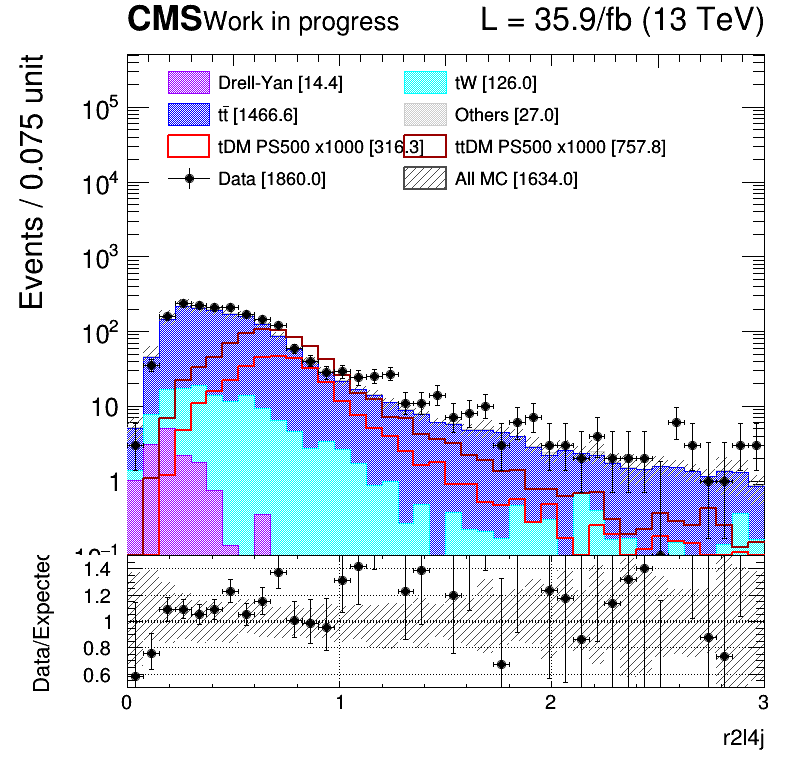 CMS Work in progress L = 35.9/fb (13 TeV)
Drell-Yan [14.4] tW [126.0]
tt̄ [1466.6] Others [27.0]
tDM PS500 x1000 [316.3] ttDM PS500 x1000 [757.8]
Data [1860.0] All MC [1634.0]
Events / 0.075 unit
10⁵
10⁴
10³
10²
10
1
10⁻¹
Data/Expected
1.4
1.2
1
0.8
0.6
0 1 2 3
r2l4j